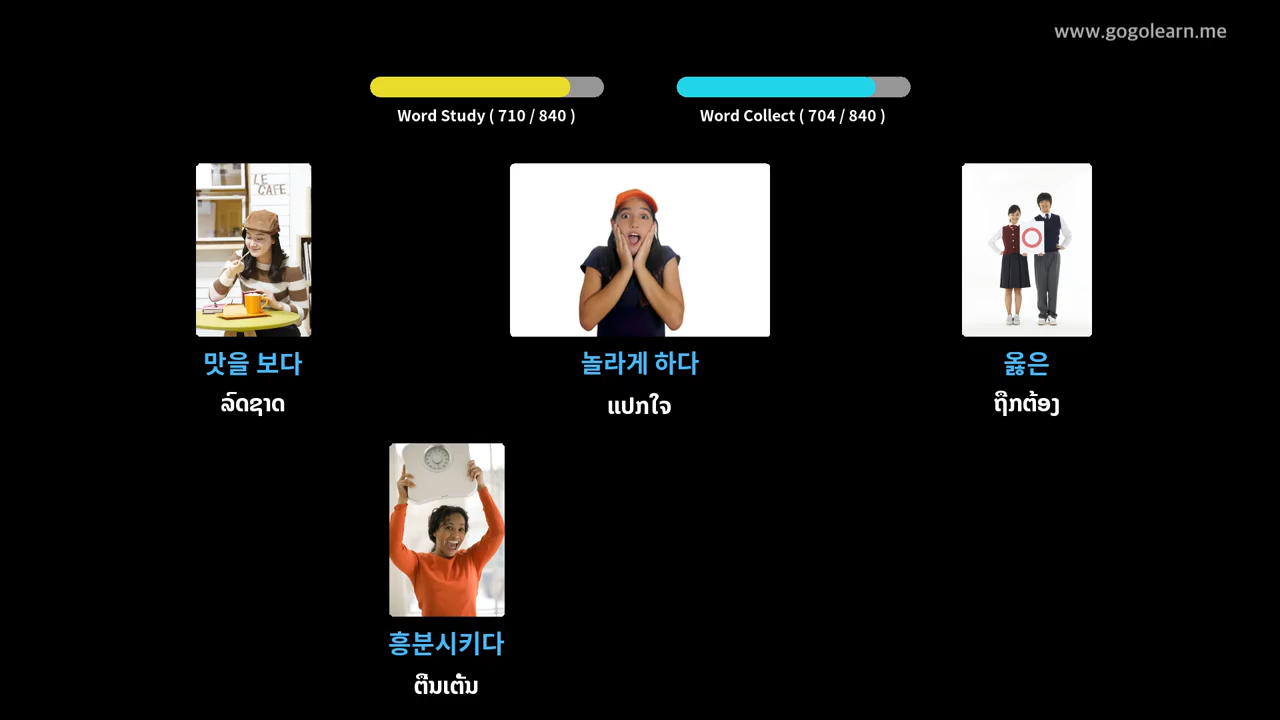 www.gogolearn.me
Word Study ( 710 / 840 )
Word Collect ( 704 / 840 )
LE CAFE
맛을 보다
놀라게 하다
옳은
ລົດຊາດ
ແປກໃຈ
ຖືກຕ້ອງ
흥분시키다
ຕື່ນເຕັ້ນ